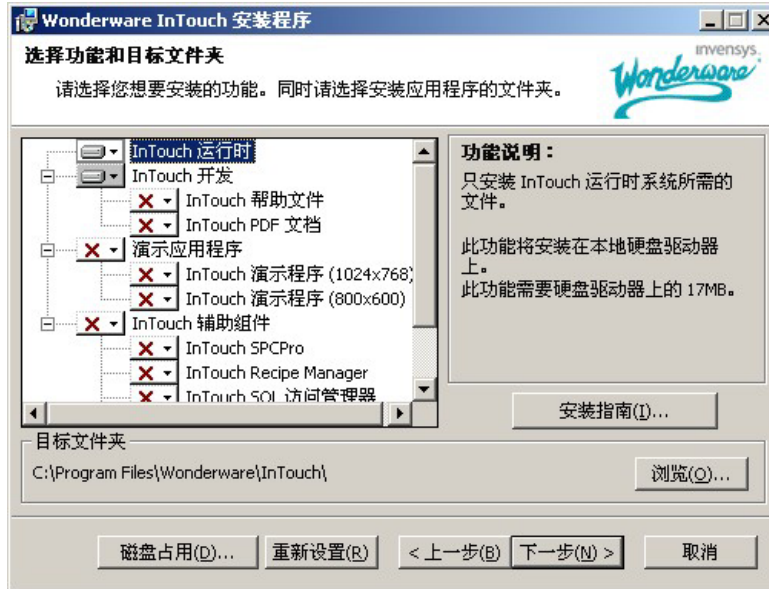 Wonderware InTouch 安装程序
选择功能和目标文件夹
请选择您想要安装的功能。同时请选择安装应用程序的文件夹。
invensys.
Wonderware
InTouch 运行时
InTouch 开发
InTouch 帮助文件
InTouch PDF 文档
演示应用程序
InTouch 演示程序 (1024x768)
InTouch 演示程序 (800x600)
InTouch 辅助组件
InTouch SPCPro
InTouch Recipe Manager
InTouch SQL 访问管理器
功能说明：
只安装 InTouch 运行时系统所需的
文件。
此功能将安装在本地硬盘驱动器
上。
此功能需要硬盘驱动器上的 17MB。
安装指南(I)...
目标文件夹
C:\Program Files\Wonderware\InTouch\
浏览(O)...
磁盘占用(D)...
重新设置(R)
< 上一步(B)
下一步(N) >
取消